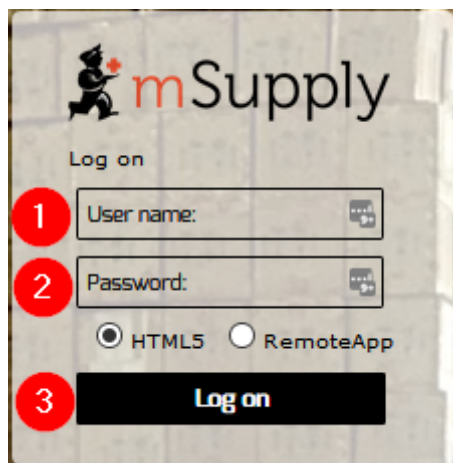 mSupply
Log on
1 User name:
2 Password:
HTML5 RemoteApp
3 Log on